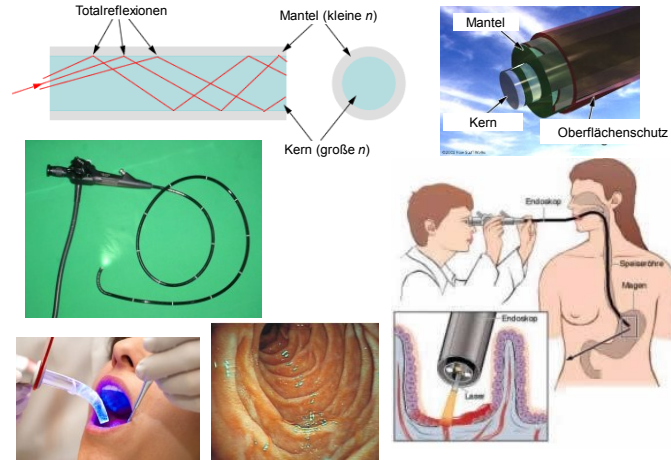 Totalreflexionen
Mantel (kleine n)
Kern (große n)
Mantel
Kern
Oberflächenschutz
Endoskop
Speiseröhre
Magen
Endoskop
Laser